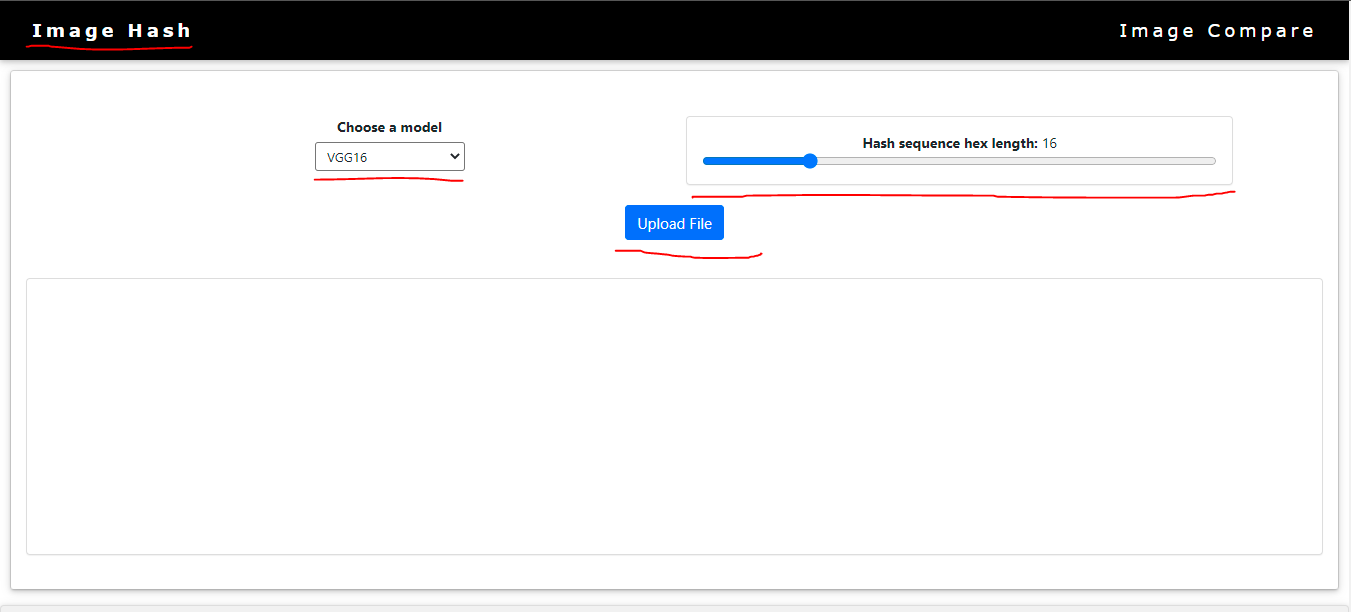 Image Hash
Image Compare
Choose a model
VGG16
Hash sequence hex length: 16
Upload File